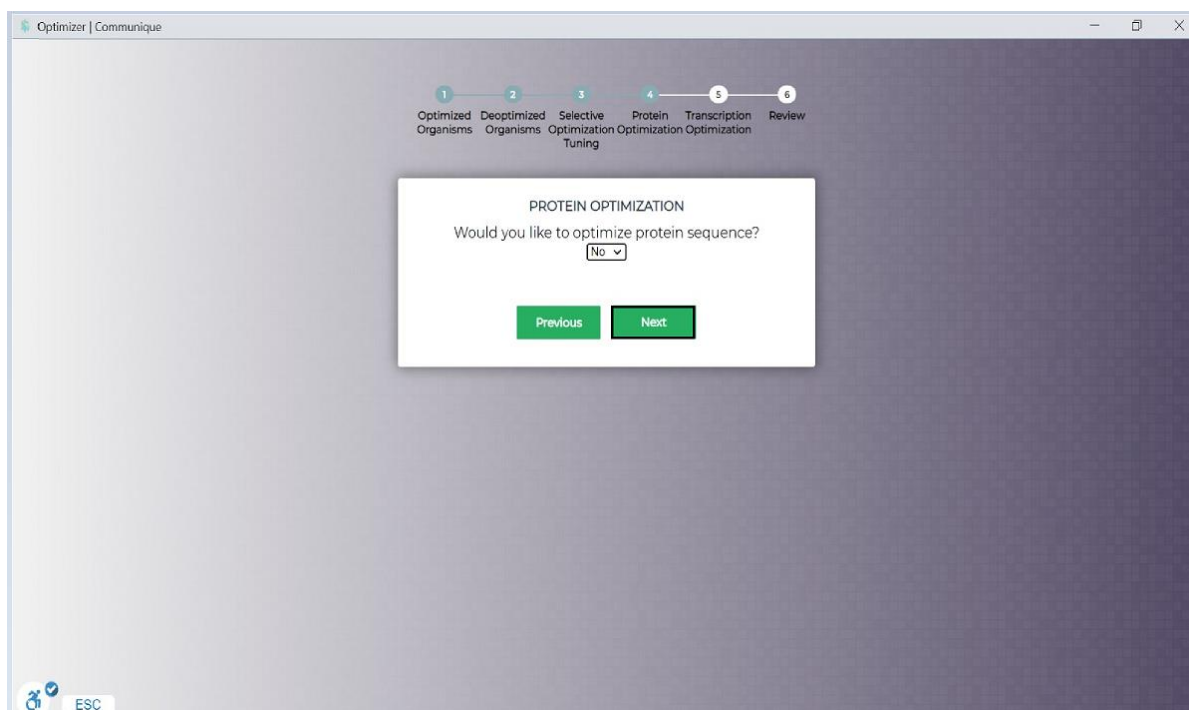 Optimizer | Communique
1 2 3 4 5 6
Optimized Deoptimized Selective Protein Transcription Review
Organisms Organisms Optimization Optimization Optimization
Tuning
PROTEIN OPTIMIZATION
Would you like to optimize protein sequence?
No
Previous Next
ESC